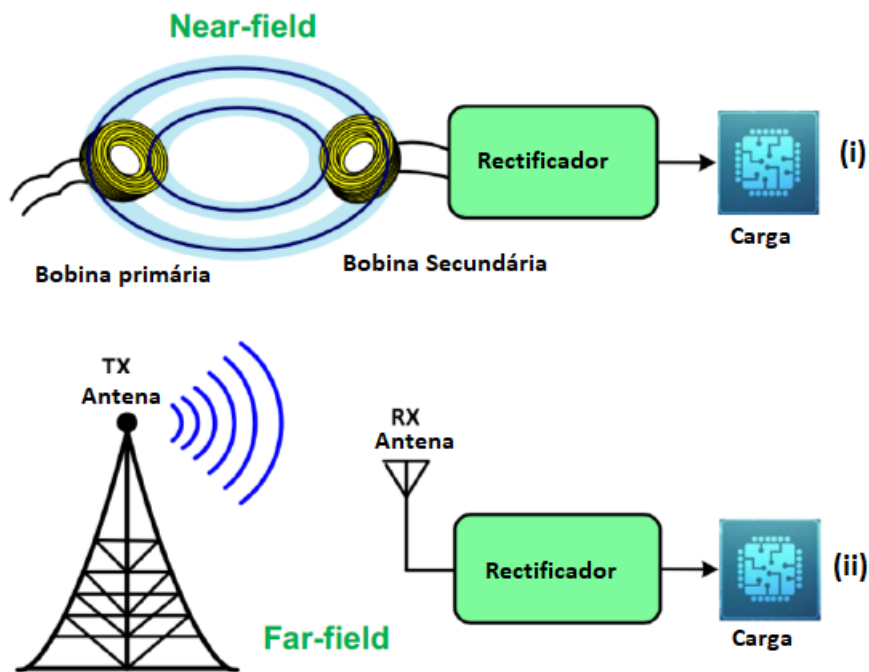 Near-field
Rectificador
(i)
Carga
Bobina primária
Bobina Secundária
TX
Antena
RX
Antena
Rectificador
(ii)
Carga
Far-field